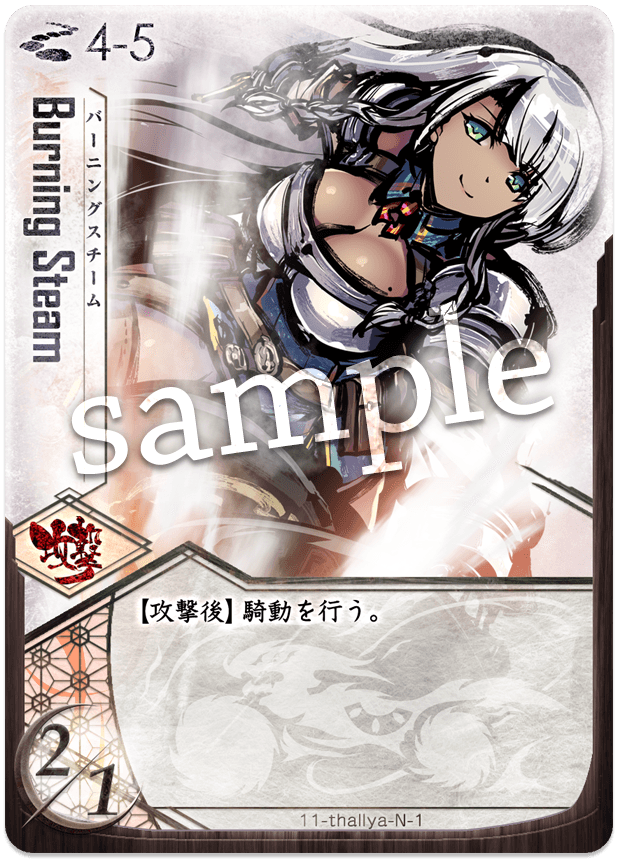 4-5
Burning Steam
バーニングスチーム
sample
攻撃
【攻撃後】騎動を行う。
2/1
11-thallya-N-1